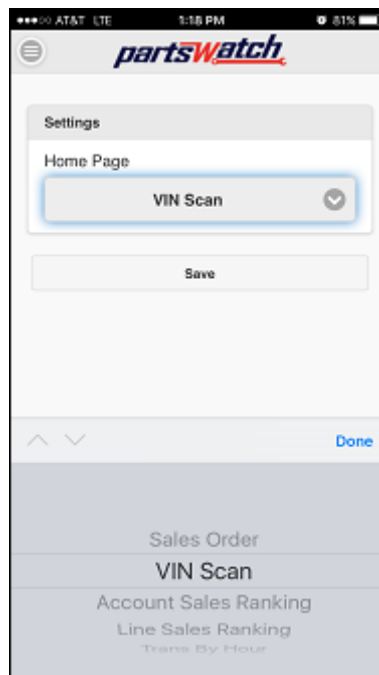 AT&T LTE 1:18 PM 81%
partswatch
Settings
Home Page
VIN Scan
Save
Done
Sales Order
VIN Scan
Account Sales Ranking
Line Sales Ranking
Trans By Hour